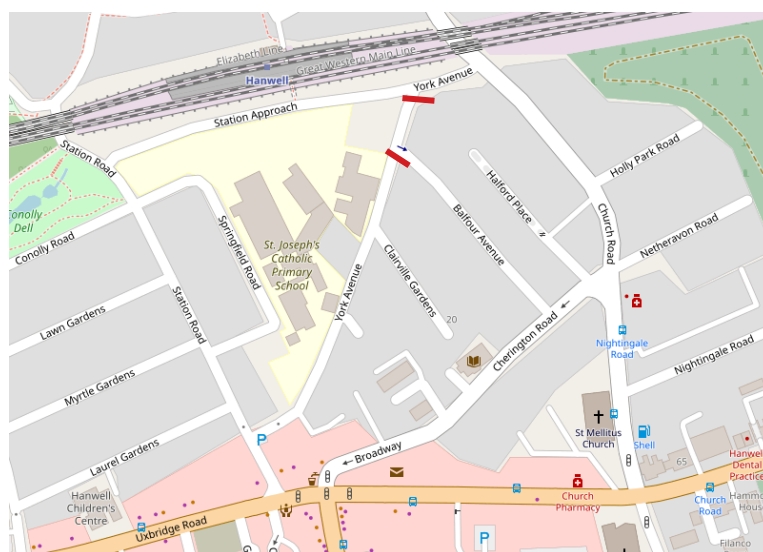 Elizabeth Line
Great Western Main Line
Hanwell
York Avenue
Station Approach
Station Road
Holly Park Road
Halford Place
Conolly
Dell
Springfield Road
Balfour Avenue
Church Road
Netheravon Road
Conolly Road
St. Joseph's
Catholic
Primary
School
Clairville Gardens
Station Road
York Avenue
Lawn Gardens
20
Cherington Road
Nightingale
Road
Nightingale Road
Myrtle Gardens
Laurel Gardens
P
St Mellitus
Church
Shell
Broadway
65
Hanwell
Dental
Practice
Hanwell
Children's
Centre
Church
Pharmacy
Church
Road
Hammo
House
Uxbridge Road
P
Filanco